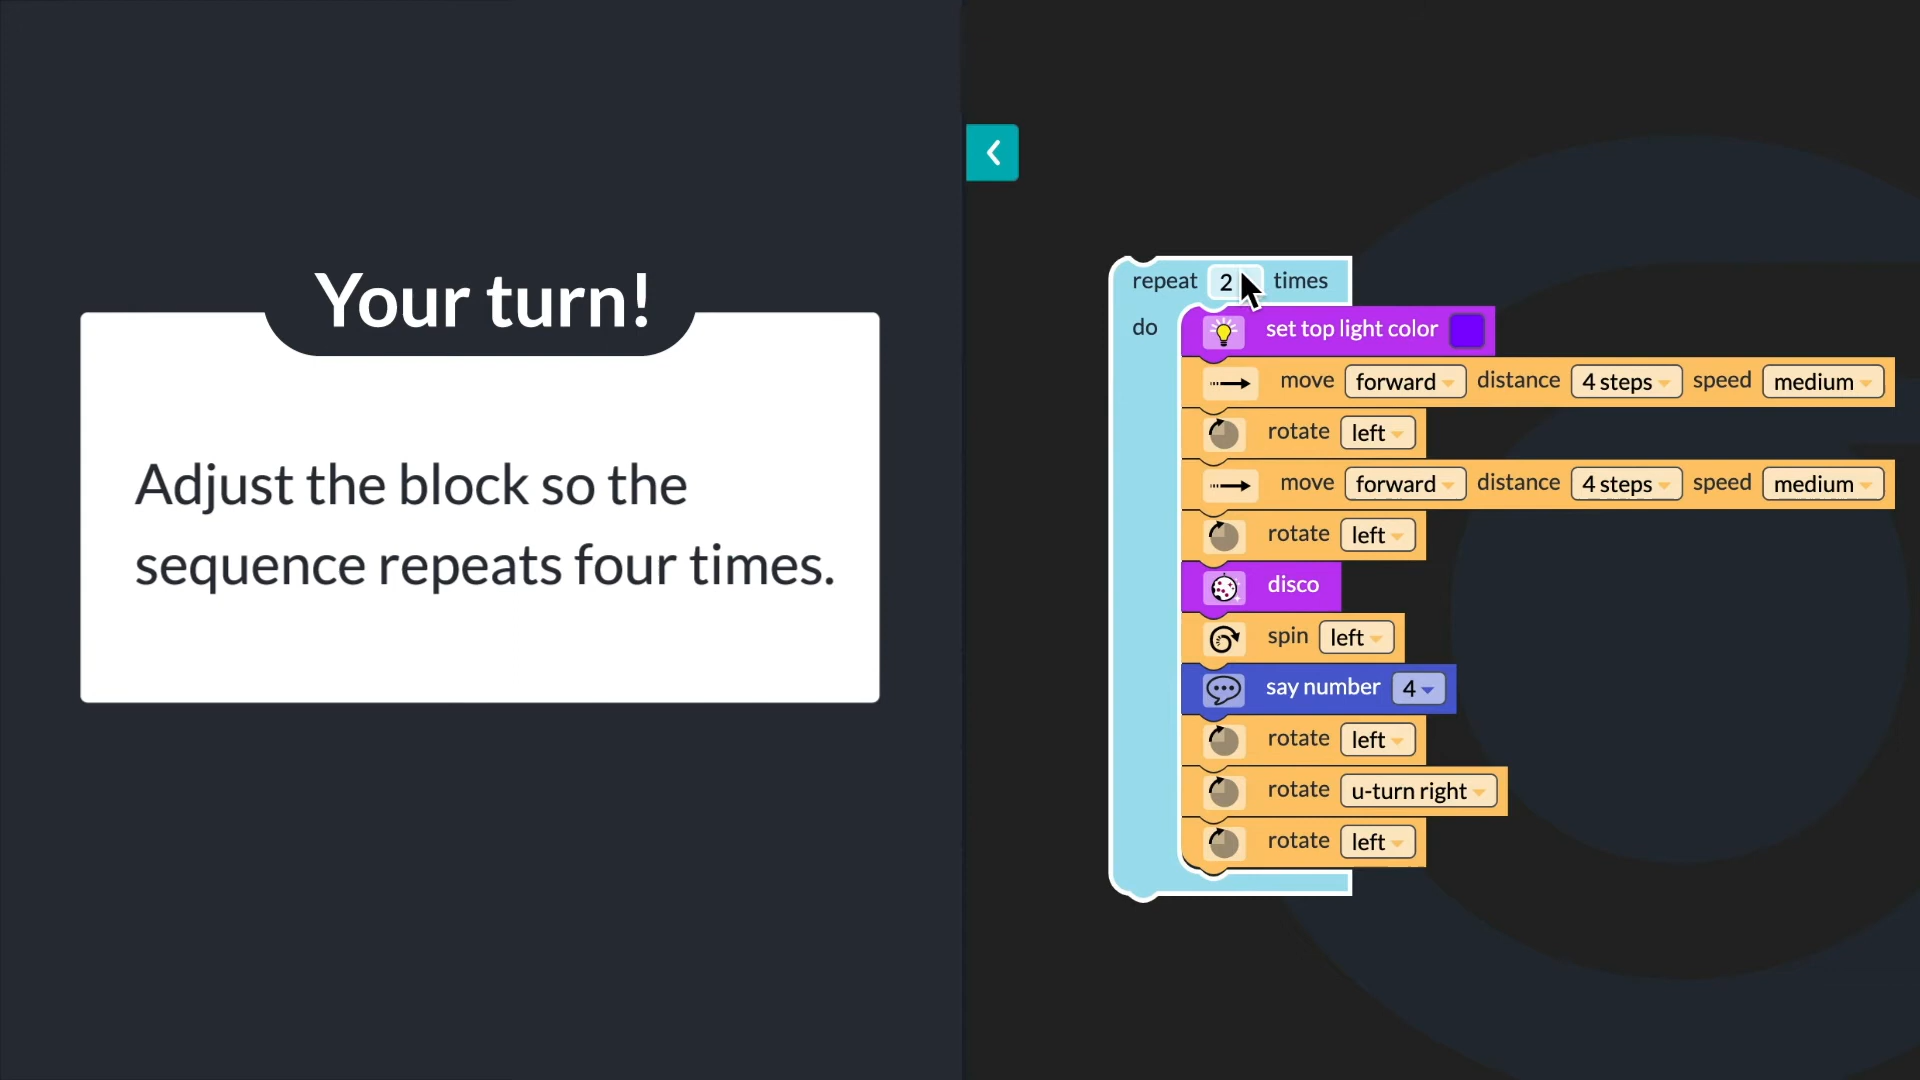 Your turn!
Adjust the block so the
sequence repeats four times.
repeat 2 times
do
set top light color
move forward distance 4 steps speed medium
rotate left
move forward distance 4 steps speed medium
rotate left
disco
spin left
say number 4
rotate left
rotate u-turn right
rotate left